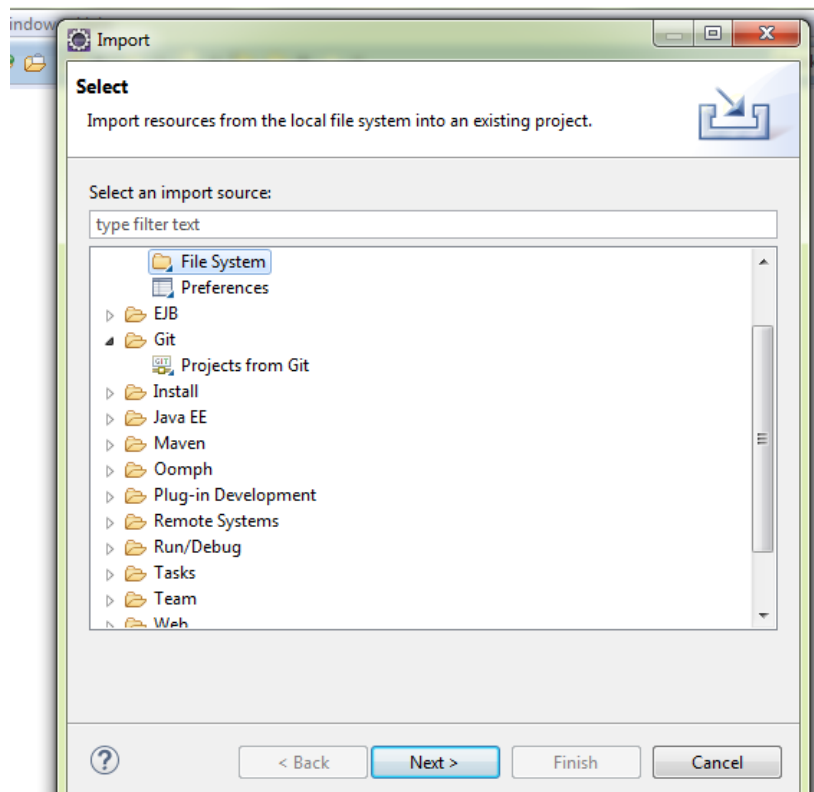 Import
Select
Import resources from the local file system into an existing project.
Select an import source:
type filter text
File System
Preferences
EJB
Git
GIT
Projects from Git
Install
Java EE
Maven
Oomph
Plug-in Development
Remote Systems
Run/Debug
Tasks
Team
Web
?
< Back
Next >
Finish
Cancel